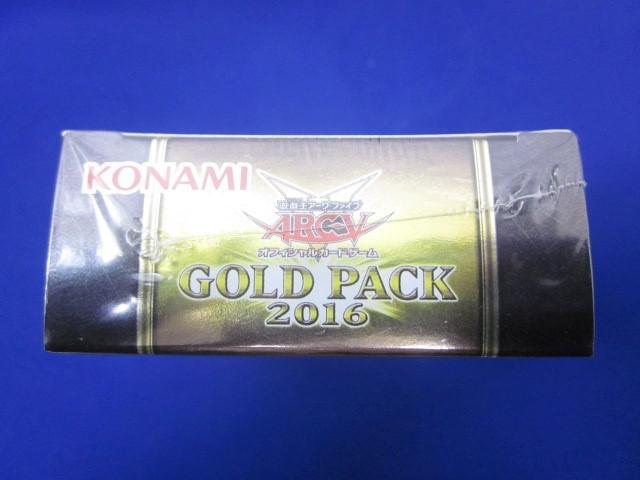 KONAMI
遊戯王アーク・ファイブ
ARC-V
オフィシャルカードゲーム
GOLD PACK
2016